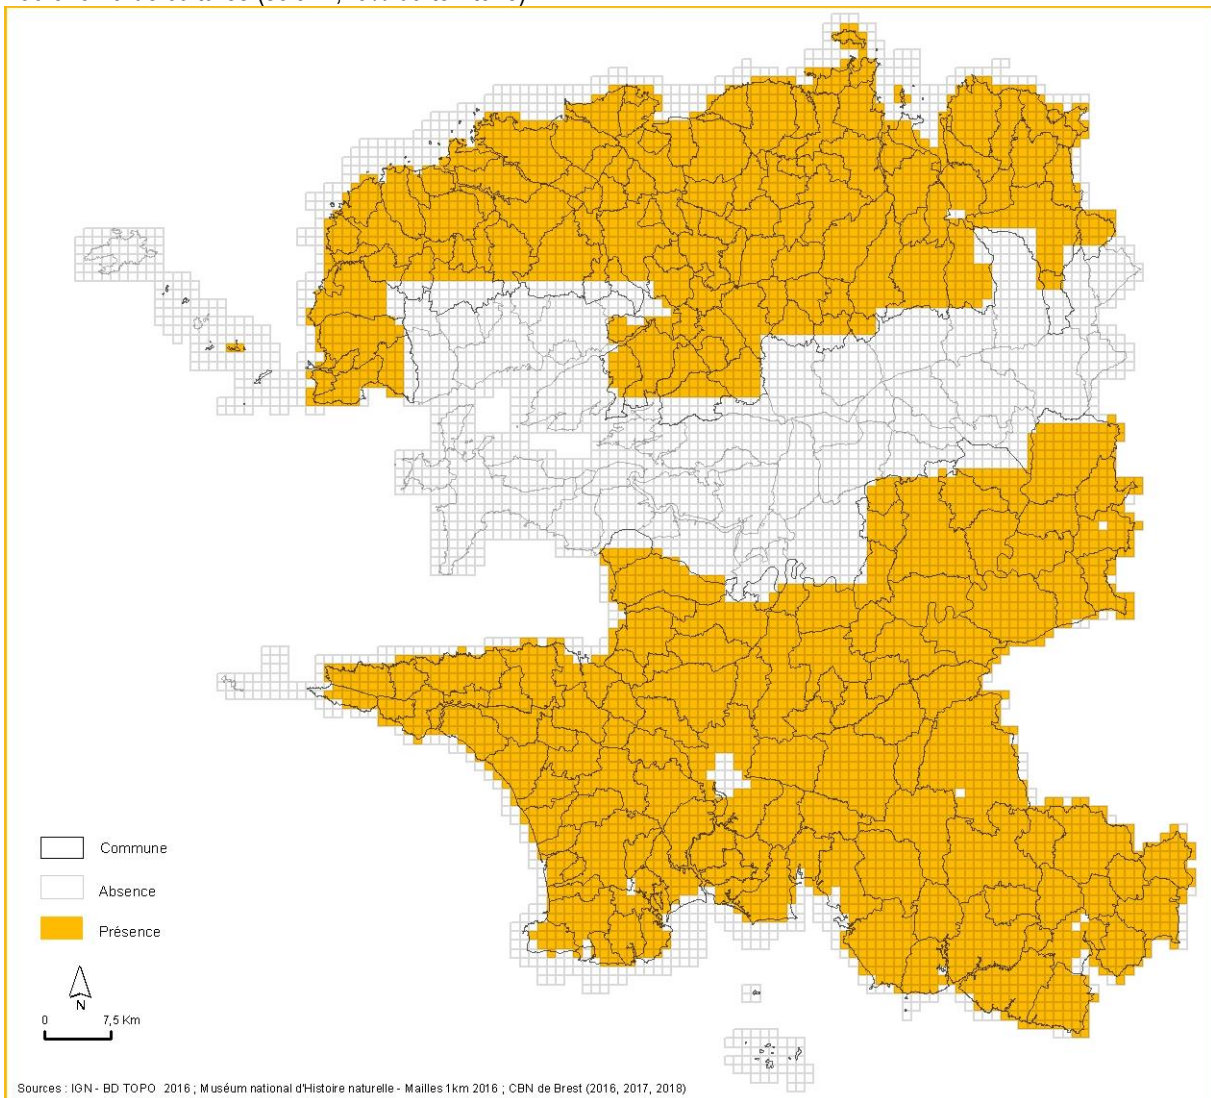 Commune
Absence
Présence
N
0 7,5 Km
Sources : IGN - BD TOPO 2016 ; Muséum national d'Histoire naturelle - Mailles 1km 2016 ; CBN de Brest (2016, 2017, 2018)